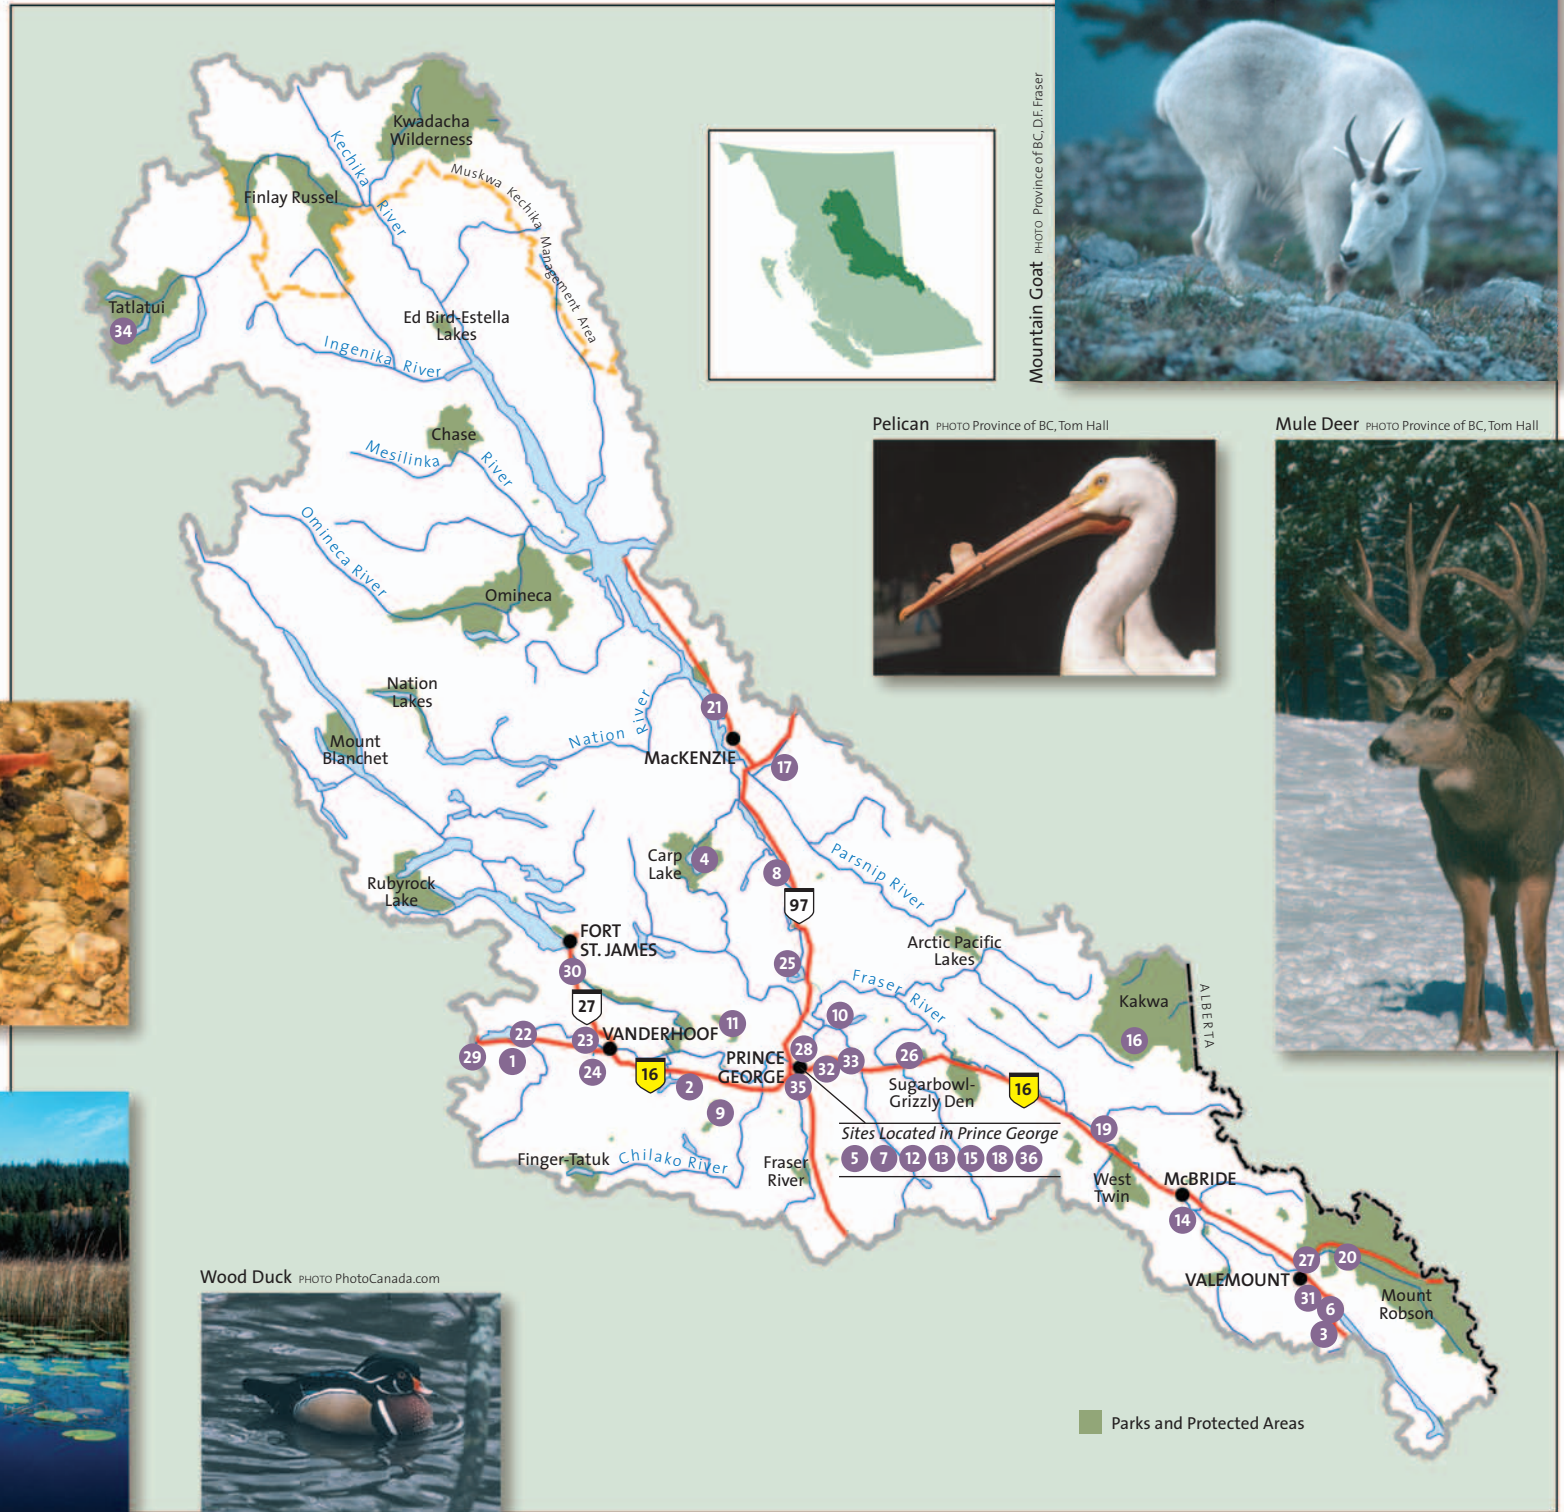 Mountain Goat PHOTO Province of BC, D.F. Fraser
Kwadacha
Wilderness
Kechika
River
Muskwa Kechika Management Area
Finlay Russel
Tatlatui
34
Ed Bird-Estella
Lakes
Ingenika River
Chase
Mesilinka
River
Omineca River
Omineca
Pelican PHOTO Province of BC, Tom Hall
Mule Deer PHOTO Province of BC, Tom Hall
Nation
Lakes
Mount
Blanchet
Nation River
21
MacKENZIE
17
Carp
Lake
4
8
Parsnip River
97
Rubyrock
Lake
FORT
ST. JAMES
30
25
Arctic Pacific
Lakes
Fraser River
Kakwa
16
ALBERTA
27
22
29
1
23
VANDERHOOF
24
11
10
16
2
9
PRINCE
GEORGE
28
32
33
35
26
Sugarbowl-
Grizzly Den
16
Sites Located in Prince George
5 7 12 13 15 18 36
19
Finger-Tatuk
Chilako River
Fraser
River
West
Twin
McBRIDE
14
27
20
VALEMOUNT
31
6
3
Mount
Robson
Wood Duck PHOTO PhotoCanada.com
Parks and Protected Areas